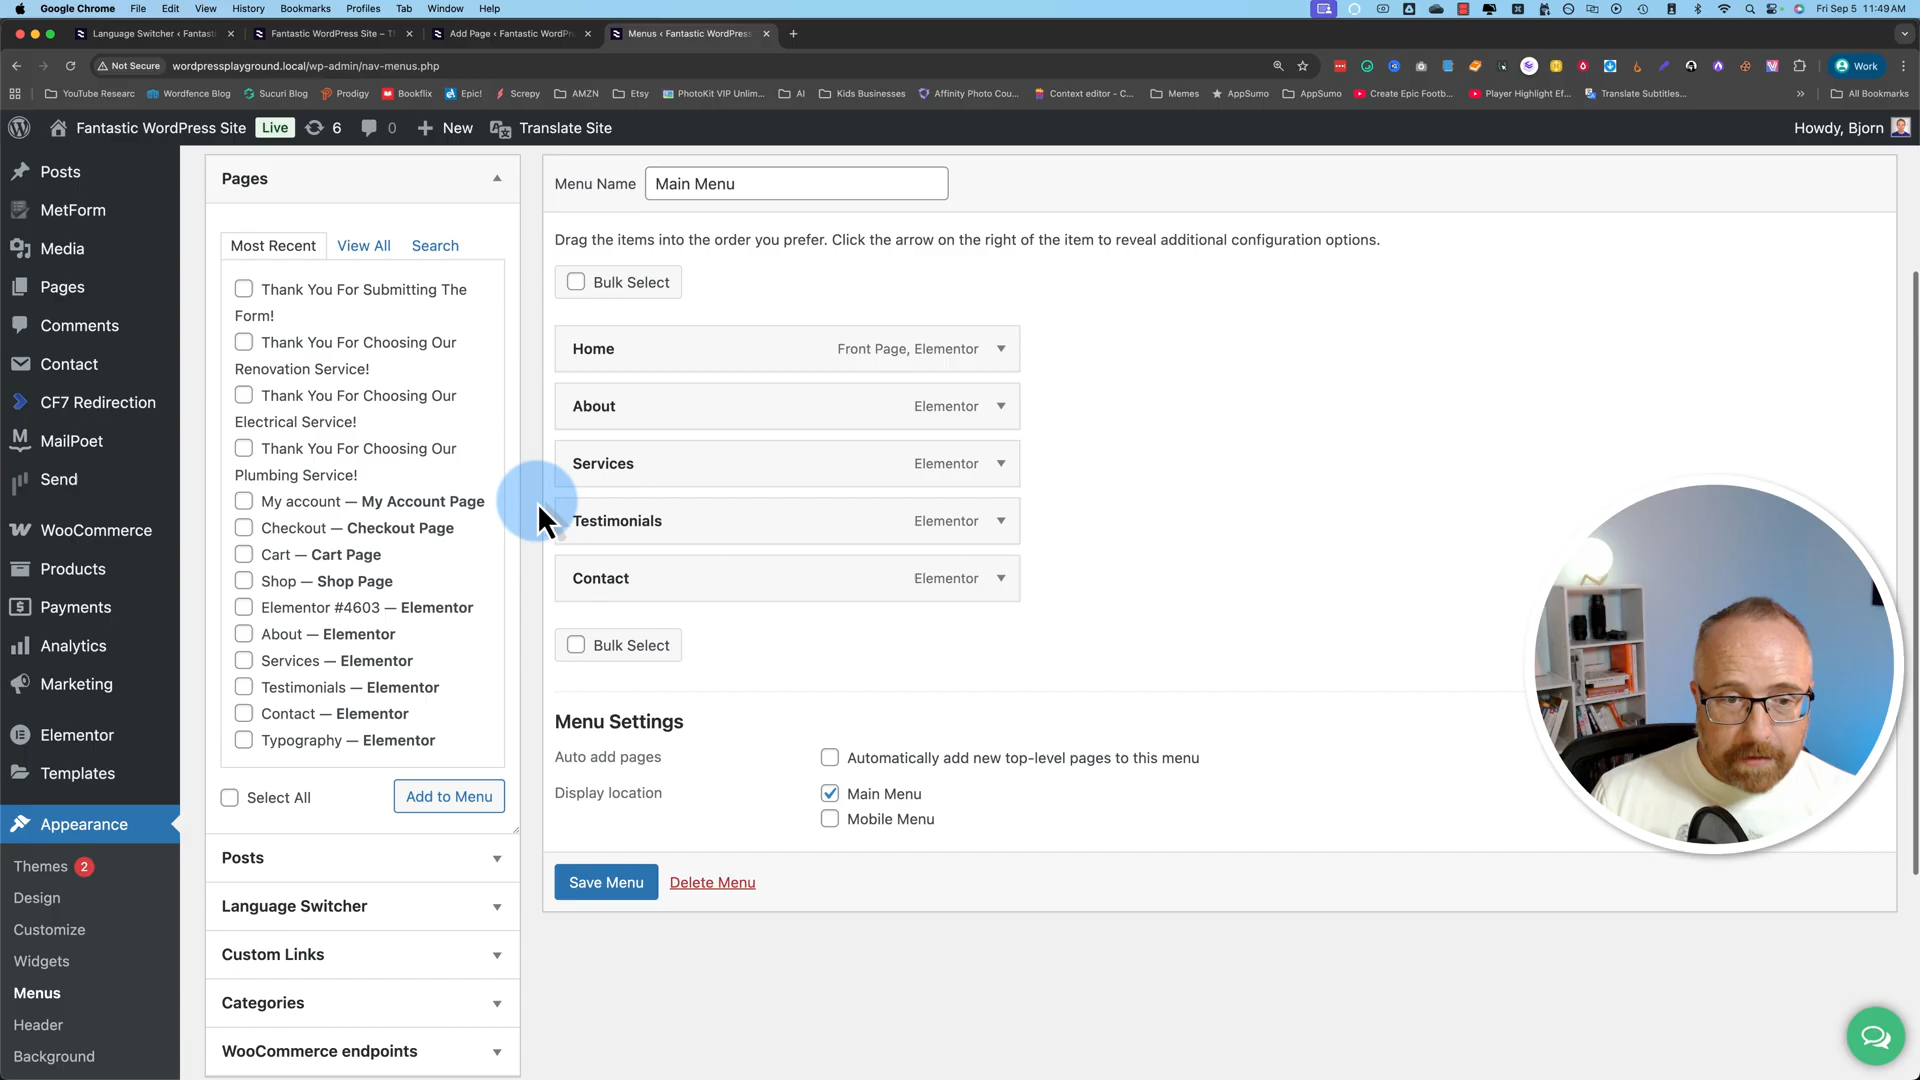 Google Chrome File Edit View History Bookmarks Profiles Tab Window Help Fri Sep 5 11:49 AM
Language Switcher ‹ Fantasti Fantastic WordPress Site – T Add Page ‹ Fantastic WordPr Menus ‹ Fantastic WordPress
Not Secure wordpressplayground.local/wp-admin/nav-menus.php Work
YouTube Researc Wordfence Blog Sucuri Blog Prodigy Bookflix Epic! Screpy AMZN Etsy PhotoKit VIP Unlim... AI Kids Businesses Affinity Photo Cou... Context editor - C... Memes AppSumo AppSumo Create Epic Footb... Player Highlight Ef... Translate Subtitles... » All Bookmarks
Fantastic WordPress Site Live 6 0 New Translate Site Howdy, Bjorn
Posts
MetForm
Media
Pages
Comments
Contact
CF7 Redirection
MailPoet
Send
WooCommerce
Products
Payments
Analytics
Marketing
Elementor
Templates
Appearance
Themes 2
Design
Customize
Widgets
Menus
Header
Background
Pages
Most Recent View All Search
Thank You For Submitting The
Form!
Thank You For Choosing Our
Renovation Service!
Thank You For Choosing Our
Electrical Service!
Thank You For Choosing Our
Plumbing Service!
My account — My Account Page
Checkout — Checkout Page
Cart — Cart Page
Shop — Shop Page
Elementor #4603 — Elementor
About — Elementor
Services — Elementor
Testimonials — Elementor
Contact — Elementor
Typography — Elementor
Select All Add to Menu
Posts
Language Switcher
Custom Links
Categories
WooCommerce endpoints
Menu Name Main Menu
Drag the items into the order you prefer. Click the arrow on the right of the item to reveal additional configuration options.
Bulk Select
Home Front Page, Elementor
About Elementor
Services Elementor
Testimonials Elementor
Contact Elementor
Bulk Select
Menu Settings
Auto add pages Automatically add new top-level pages to this menu
Display location Main Menu
Mobile Menu
Save Menu Delete Menu